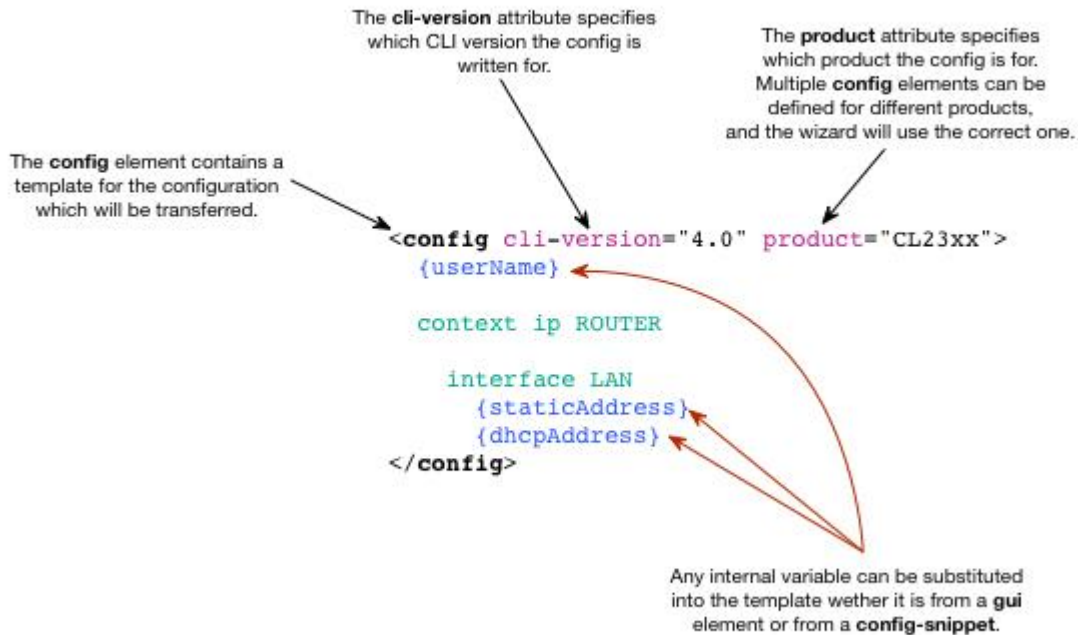 The cli-version attribute specifies
which CLI version the config is
written for.
The product attribute specifies
which product the config is for.
Multiple config elements can be
defined for different products,
and the wizard will use the correct one.
The config element contains a
template for the configuration
which will be transferred.
<config cli-version="4.0" product="CL23xx">
{userName}
context ip ROUTER
interface LAN
{staticAddress}
{dhcpAddress}
</config>
Any internal variable can be substituted
into the template wether it is from a gui
element or from a config-snippet.